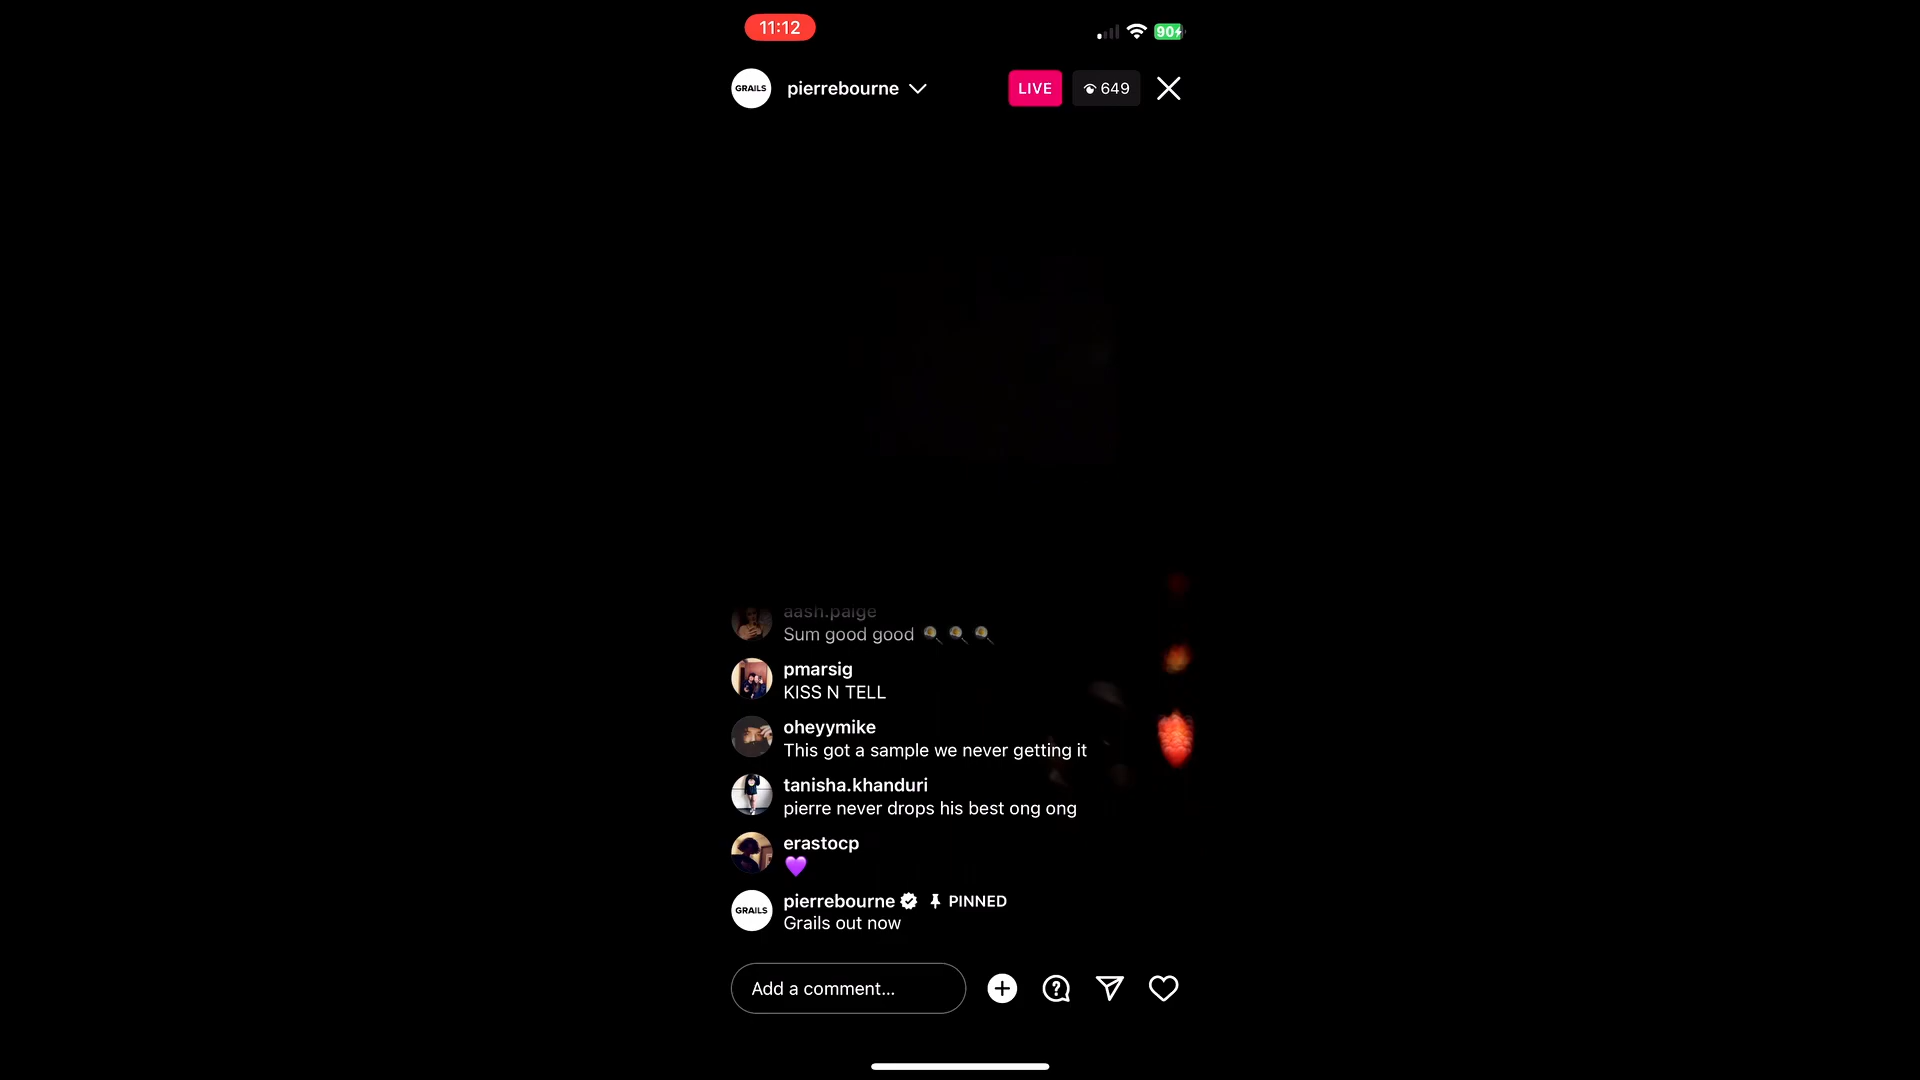 11:12
90
GRAILS
pierrebourne
LIVE
649
aash.paige
Sum good good
pmarsig
KISS N TELL
oheyymike
This got a sample we never getting it
tanisha.khanduri
pierre never drops his best ong ong
erastocp
GRAILS
pierrebourne PINNED
Grails out now
Add a comment...